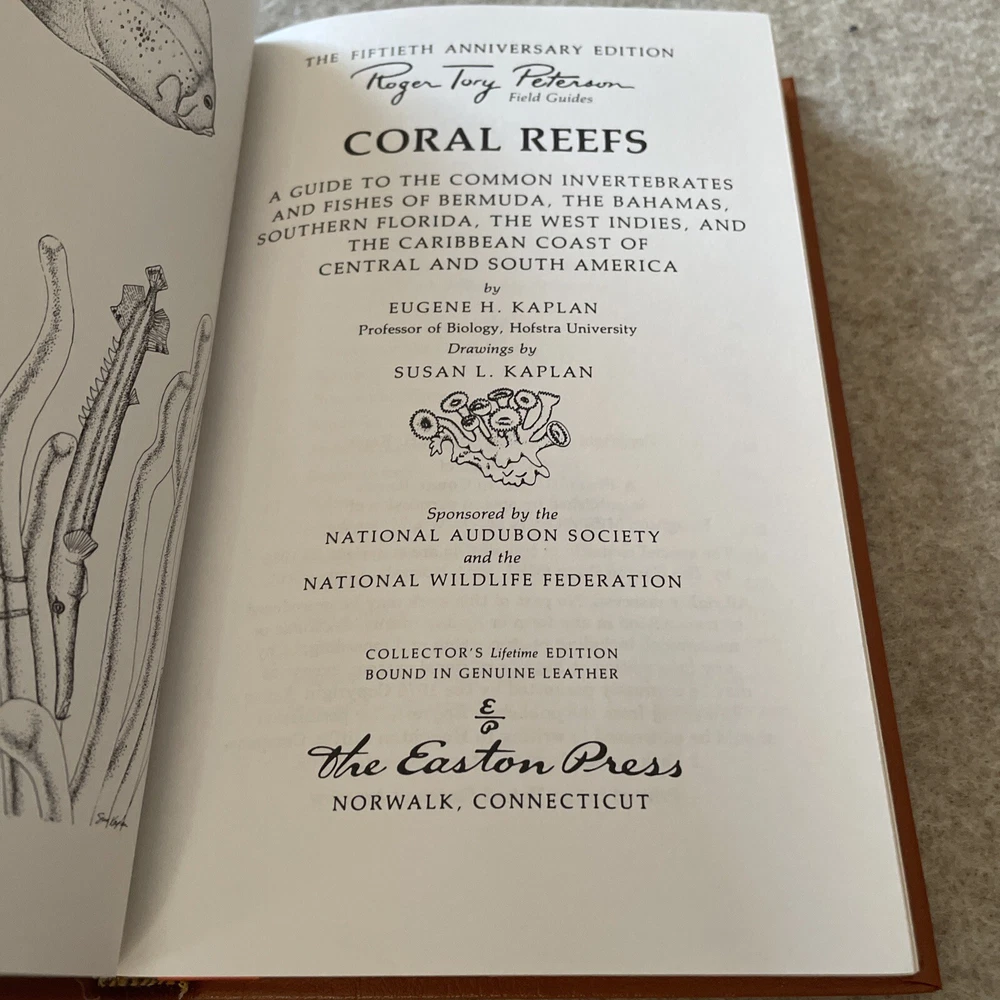 THE FIFTIETH ANNIVERSARY EDITION
Roger Tory Peterson
Field Guides
CORAL REEFS
A GUIDE TO THE COMMON INVERTEBRATES
AND FISHES OF BERMUDA, THE BAHAMAS,
SOUTHERN FLORIDA, THE WEST INDIES, AND
THE CARIBBEAN COAST OF
CENTRAL AND SOUTH AMERICA
by
EUGENE H. KAPLAN
Professor of Biology, Hofstra University
Drawings by
SUSAN L. KAPLAN
Sponsored by the
NATIONAL AUDUBON SOCIETY
and the
NATIONAL WILDLIFE FEDERATION
COLLECTOR'S Lifetime EDITION
BOUND IN GENUINE LEATHER
E
P
The Easton Press
NORWALK, CONNECTICUT